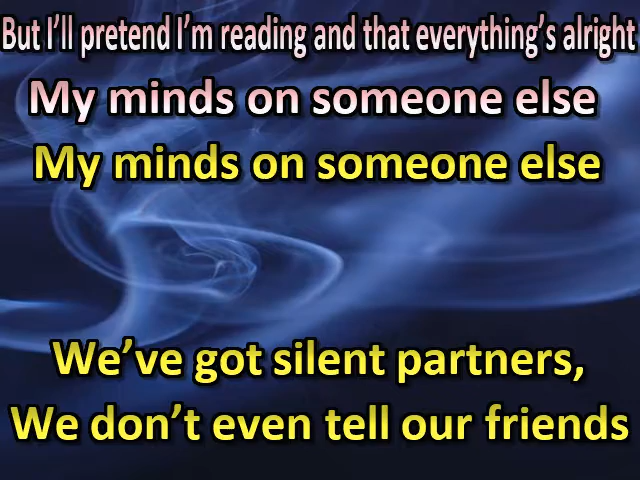 But I’ll pretend I’m reading and that everything’s alright
My minds on someone else
My minds on someone else
We’ve got silent partners,
We don’t even tell our friends